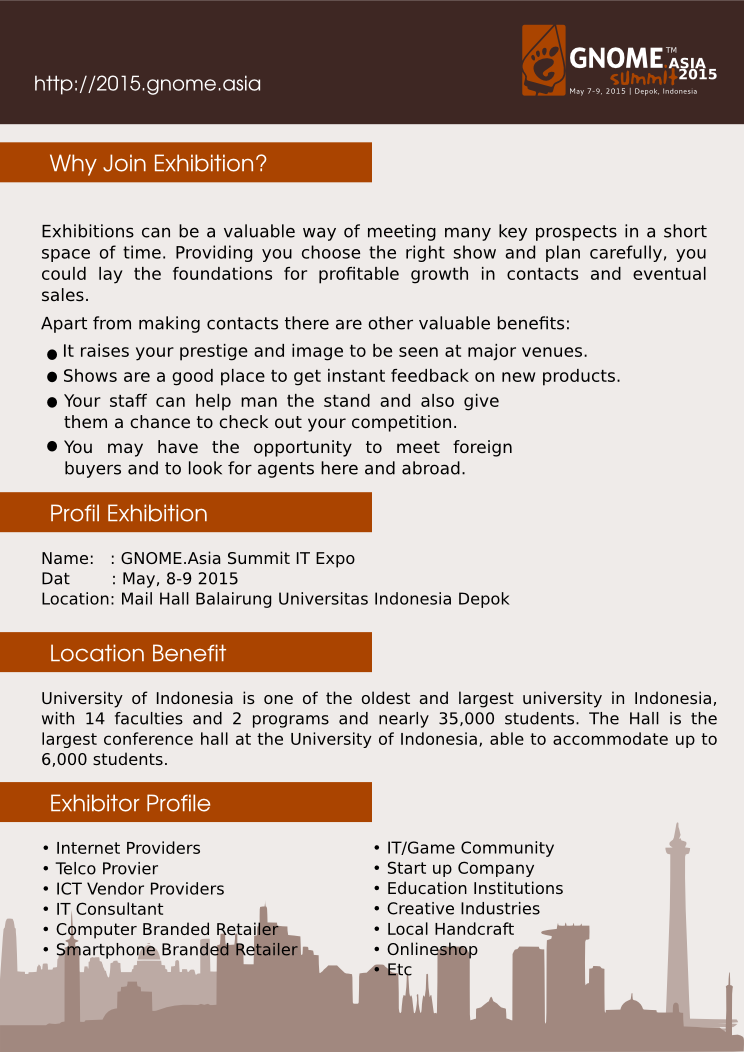 http://2015.gnome.asia
GNOME™.ASIA
summit 2015
May 7-9, 2015 | Depok, Indonesia
Why Join Exhibition?
Exhibitions can be a valuable way of meeting many key prospects in a short
space of time. Providing you choose the right show and plan carefully, you
could lay the foundations for profitable growth in contacts and eventual
sales.
Apart from making contacts there are other valuable benefits:
● It raises your prestige and image to be seen at major venues.
● Shows are a good place to get instant feedback on new products.
● Your staff can help man the stand and also give
them a chance to check out your competition.
● You may have the opportunity to meet foreign
buyers and to look for agents here and abroad.
Profil Exhibition
Name: : GNOME.Asia Summit IT Expo
Dat : May, 8-9 2015
Location: Mail Hall Balairung Universitas Indonesia Depok
Location Benefit
University of Indonesia is one of the oldest and largest university in Indonesia,
with 14 faculties and 2 programs and nearly 35,000 students. The Hall is the
largest conference hall at the University of Indonesia, able to accommodate up to
6,000 students.
Exhibitor Profile
• Internet Providers
• Telco Provier
• ICT Vendor Providers
• IT Consultant
• Computer Branded Retailer
• Smartphone Branded Retailer
• IT/Game Community
• Start up Company
• Education Institutions
• Creative Industries
• Local Handcraft
• Onlineshop
• Etc